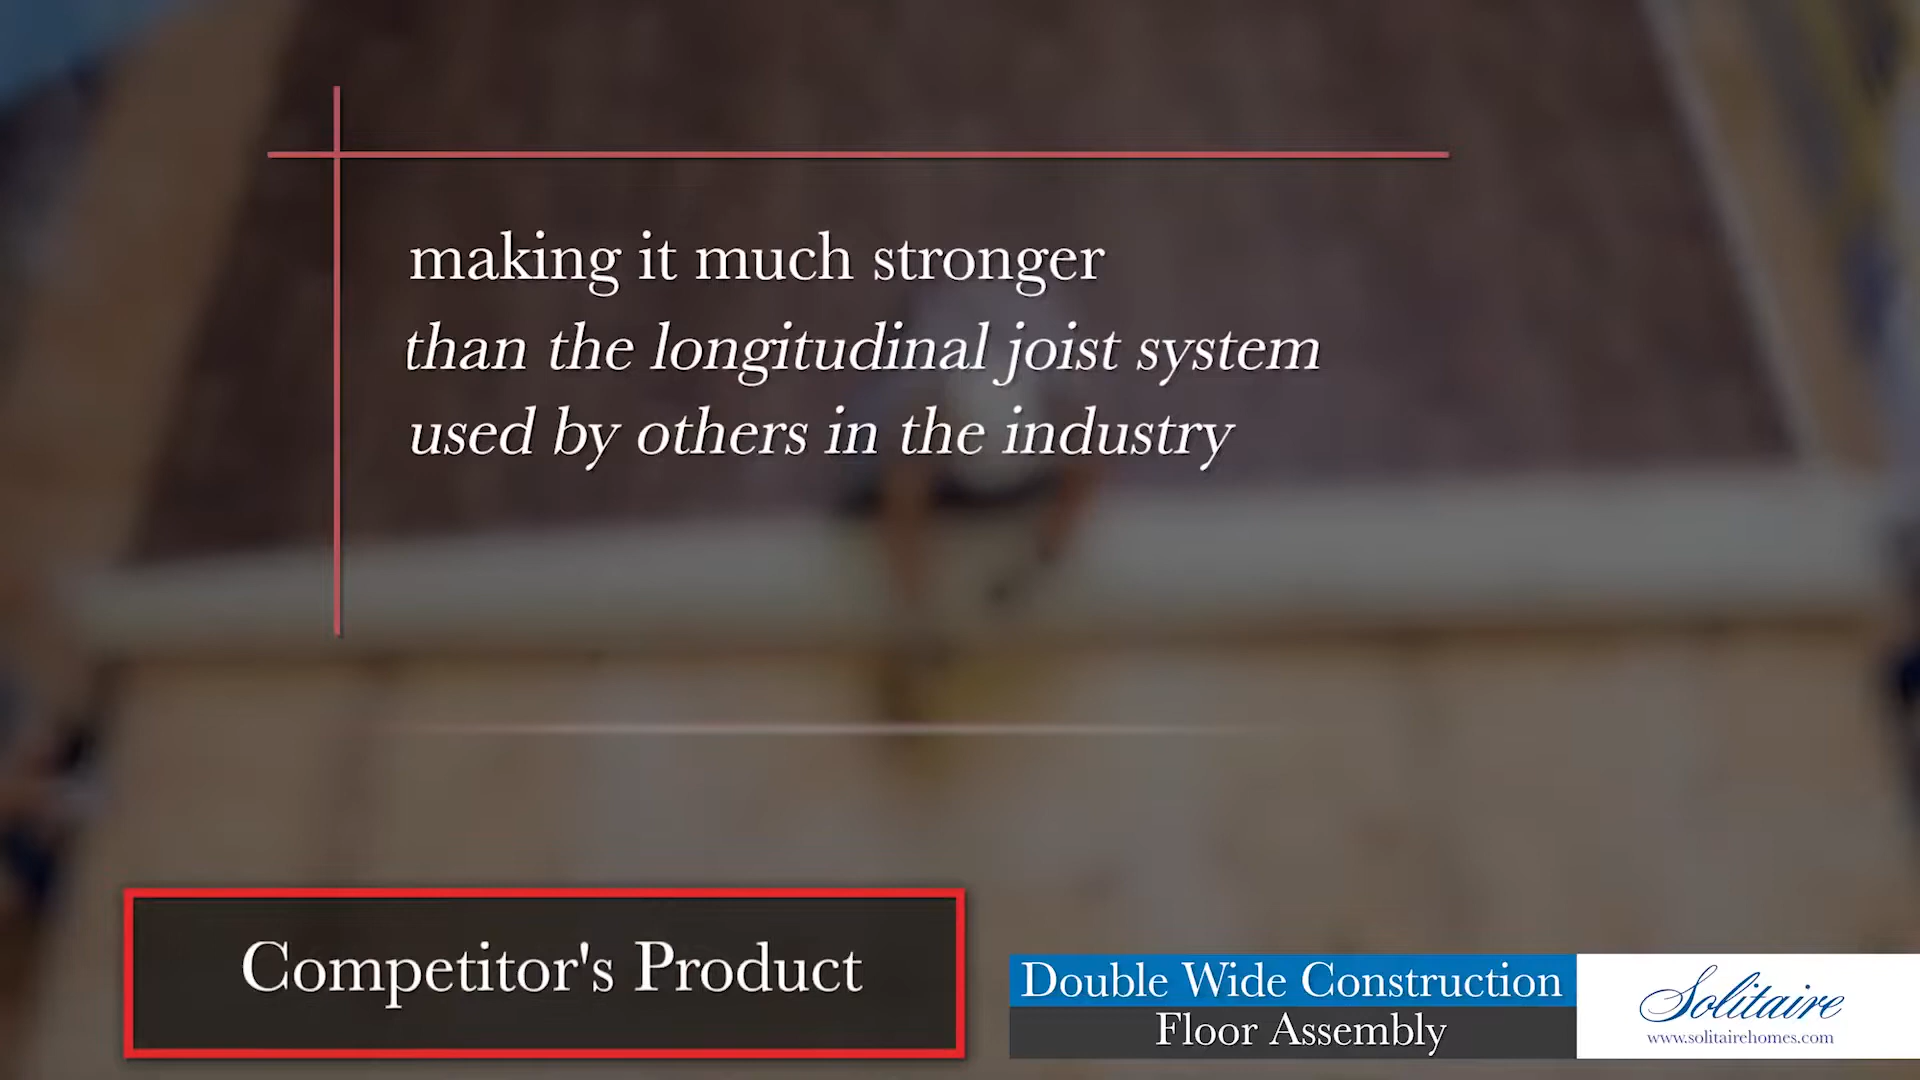 making it much stronger
than the longitudinal joist system
used by others in the industry
Competitor's Product
Double Wide Construction
Floor Assembly
Solitaire
www.solitairehomes.com